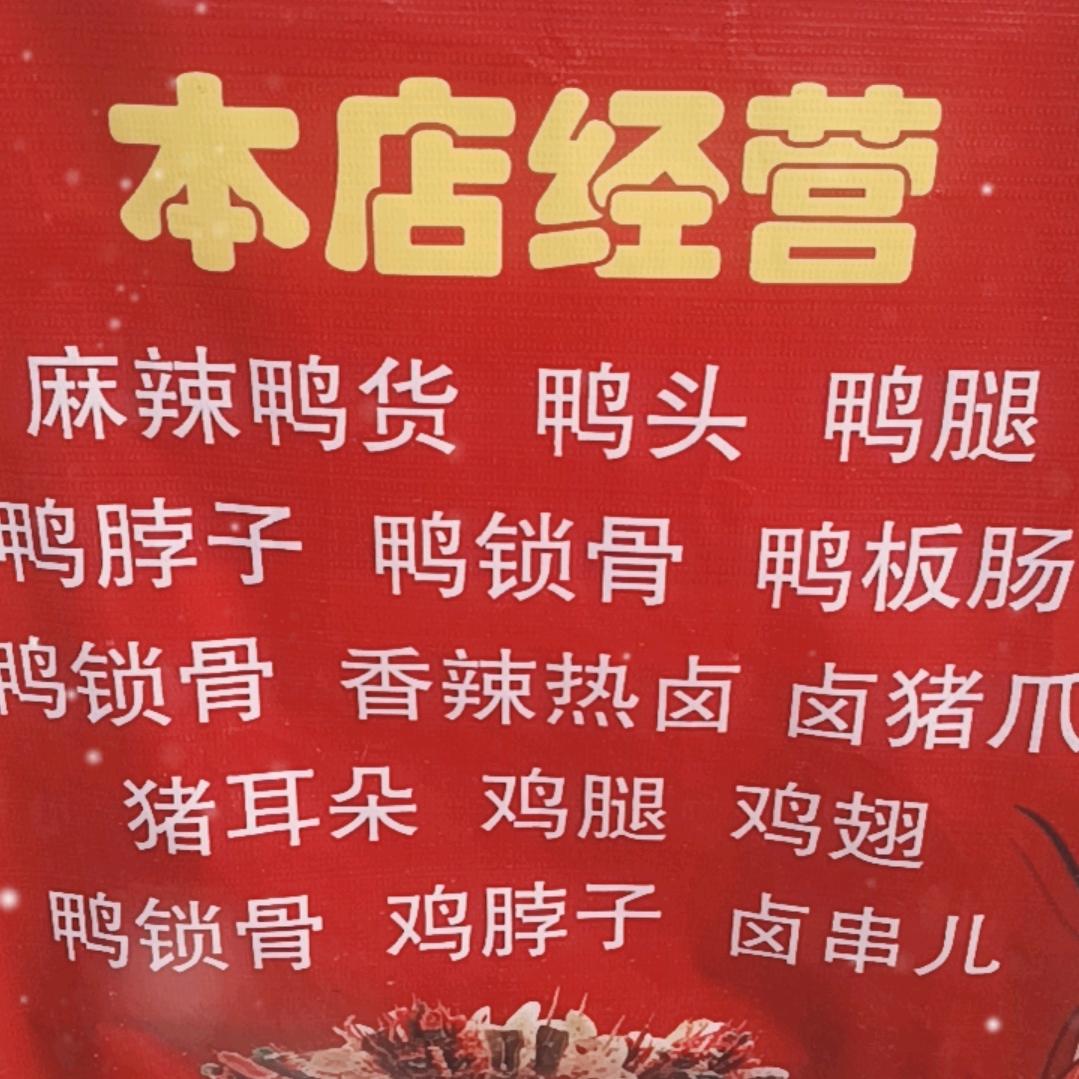 本店经营
麻辣鸭货 鸭头 鸭腿
鸭脖子 鸭锁骨 鸭板肠
鸭锁骨 香辣热卤 卤猪爪
猪耳朵 鸡腿 鸡翅
鸭锁骨 鸡脖子 卤串儿